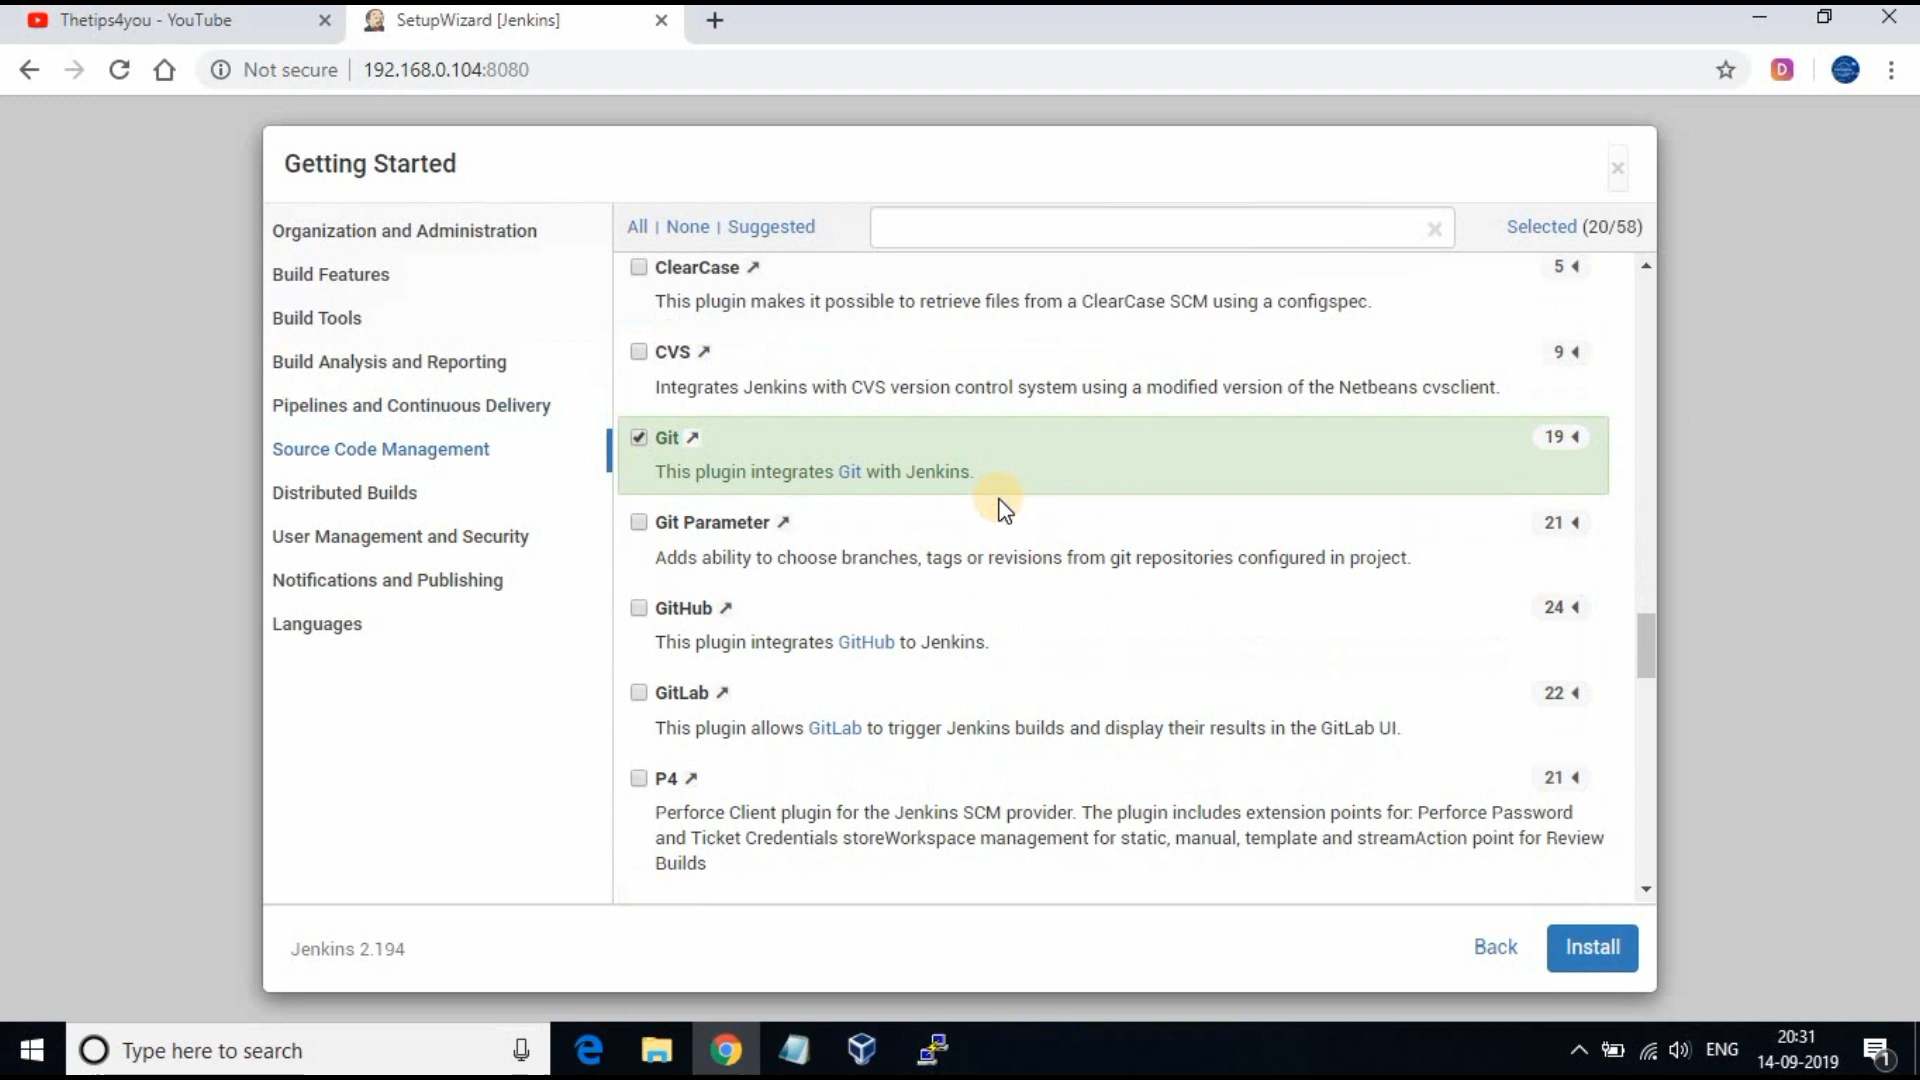 Thetips4you - YouTube
SetupWizard [Jenkins]
Not secure
192.168.0.104:8080
D
Getting Started
Organization and Administration
Build Features
Build Tools
Build Analysis and Reporting
Pipelines and Continuous Delivery
Source Code Management
Distributed Builds
User Management and Security
Notifications and Publishing
Languages
All | None | Suggested
Selected (20/58)
ClearCase
5
This plugin makes it possible to retrieve files from a ClearCase SCM using a configspec.
CVS
9
Integrates Jenkins with CVS version control system using a modified version of the Netbeans cvsclient.
Git
19
This plugin integrates Git with Jenkins.
Git Parameter
21
Adds ability to choose branches, tags or revisions from git repositories configured in project.
GitHub
24
This plugin integrates GitHub to Jenkins.
GitLab
22
This plugin allows GitLab to trigger Jenkins builds and display their results in the GitLab UI.
P4
21
Perforce Client plugin for the Jenkins SCM provider. The plugin includes extension points for: Perforce Password
and Ticket Credentials storeWorkspace management for static, manual, template and streamAction point for Review
Builds
Jenkins 2.194
Back
Install
Type here to search
ENG
20:31
14-09-2019
1